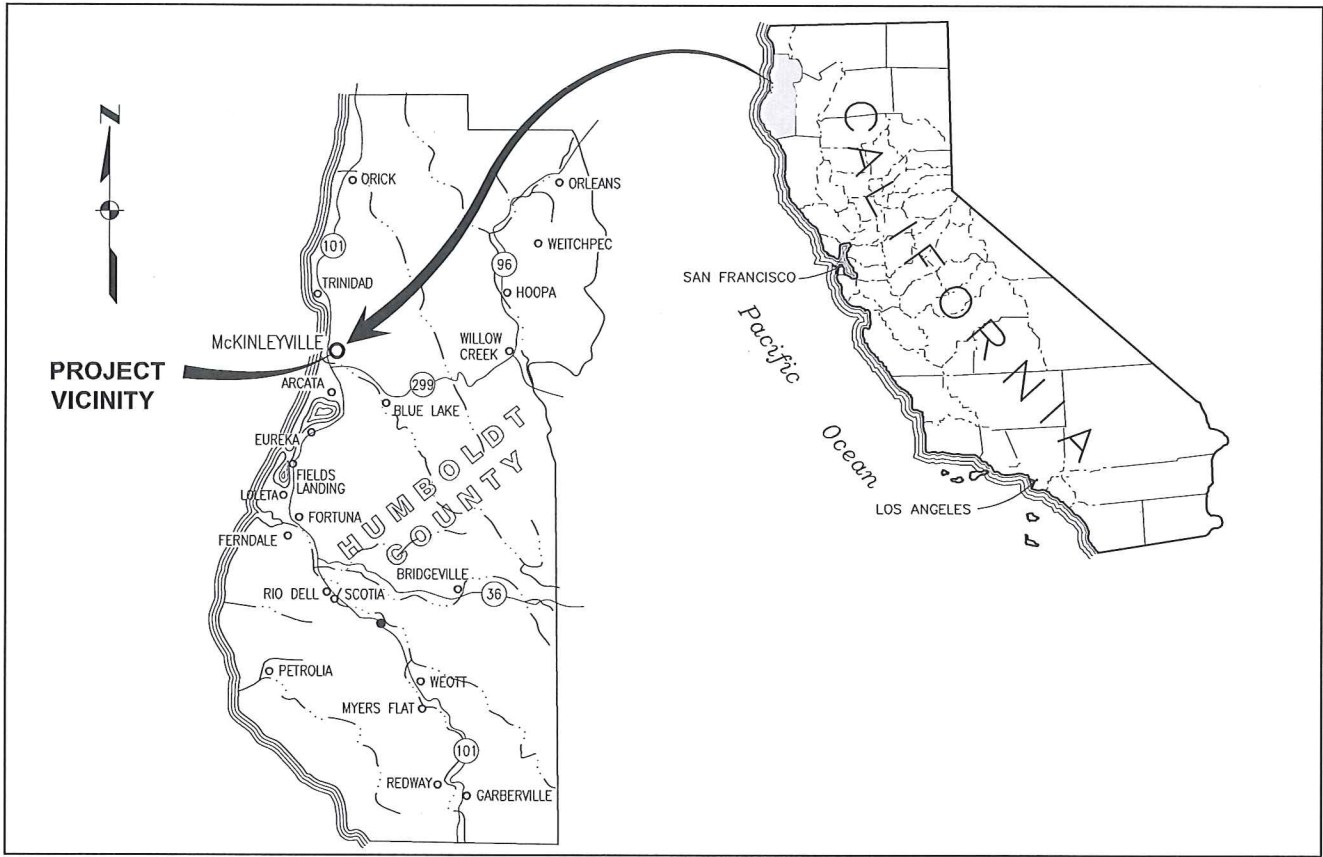 N
ORICK
ORLEANS
WEITCHPEC
101
96
TRINIDAD
HOOPA
McKINLEYVILLE
WILLOW
CREEK
PROJECT
VICINITY
ARCATA
299
BLUE LAKE
EUREKA
FIELDS
LANDING
LOLETA
HUMBOLDT
COUNTY
FORTUNA
FERNDALE
BRIDGEVILLE
RIO DELL
SCOTIA
36
PETROLIA
WEOTT
MYERS FLAT
101
REDWAY
GARBERVILLE
CALIFORNIA
SAN FRANCISCO
Pacific
Ocean
LOS ANGELES